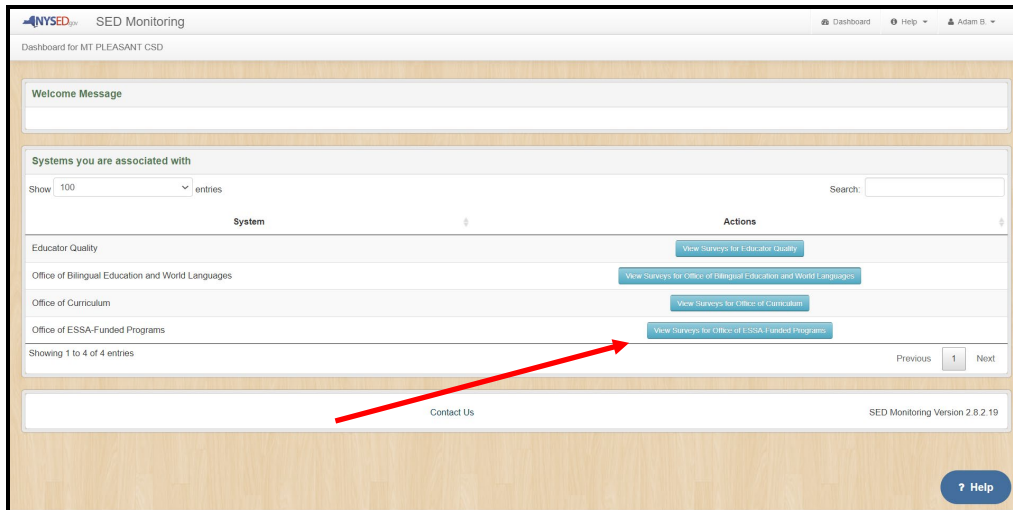 NYSED.gov SED Monitoring Dashboard Help Adam B.
Dashboard for MT PLEASANT CSD
Welcome Message
Systems you are associated with
Show 100 entries Search:
System Actions
Educator Quality View Surveys for Educator Quality
Office of Bilingual Education and World Languages View Surveys for Office of Bilingual Education and World Languages
Office of Curriculum View Surveys for Office of Curriculum
Office of ESSA-Funded Programs View Surveys for Office of ESSA-Funded Programs
Showing 1 to 4 of 4 entries Previous 1 Next
Contact Us SED Monitoring Version 2.8.2.19
? Help